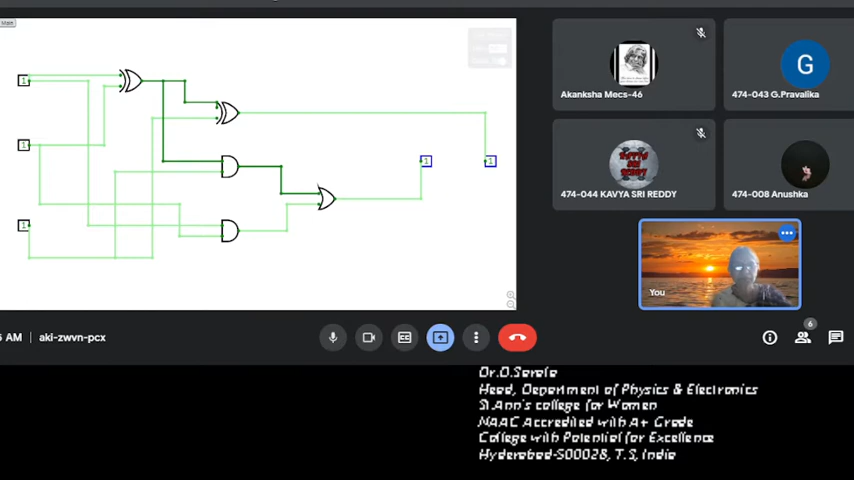 Male
1
1
1
1
1
Akanksha Mecs-46
G
474-043 G.Pravalika
474-044 KAVYA SRI REDDY
474-008 Anushka
You
6
AM
aki-zwvn-pcx
Dr.O.Sarala
Head, Department of Physics & Electronics
St.Ann's college for Women
NAAC Accredited with A+ Grade
College with Potential for Excellence
Hyderabad-500028, T.S, India